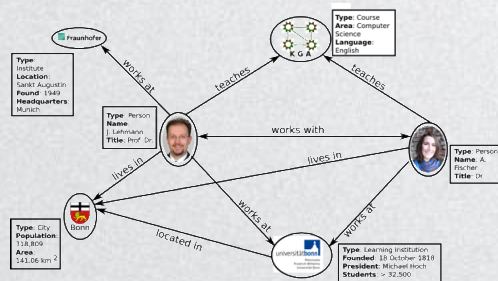 Fraunhofer
Type:
Institute
Location:
Sankt Augustin
Found: 1949
Headquarters:
Munich
works at
teaches
K G A
Type: Course
Area: Computer
Science
Language:
English
teaches
Type: Person
Name:
J. Lehmann
Title: Prof. Dr.
works with
Type: Person
Name: A.
Fischer
Title: Dr.
lives in
lives in
works at
works at
Bonn
located in
Type: City
Population:
318,809
Area:
141.06 km 2
universitätbonn
Type: Learning Institution
Founded: 18 October 1818
President: Michael Hoch
Students: > 32.500